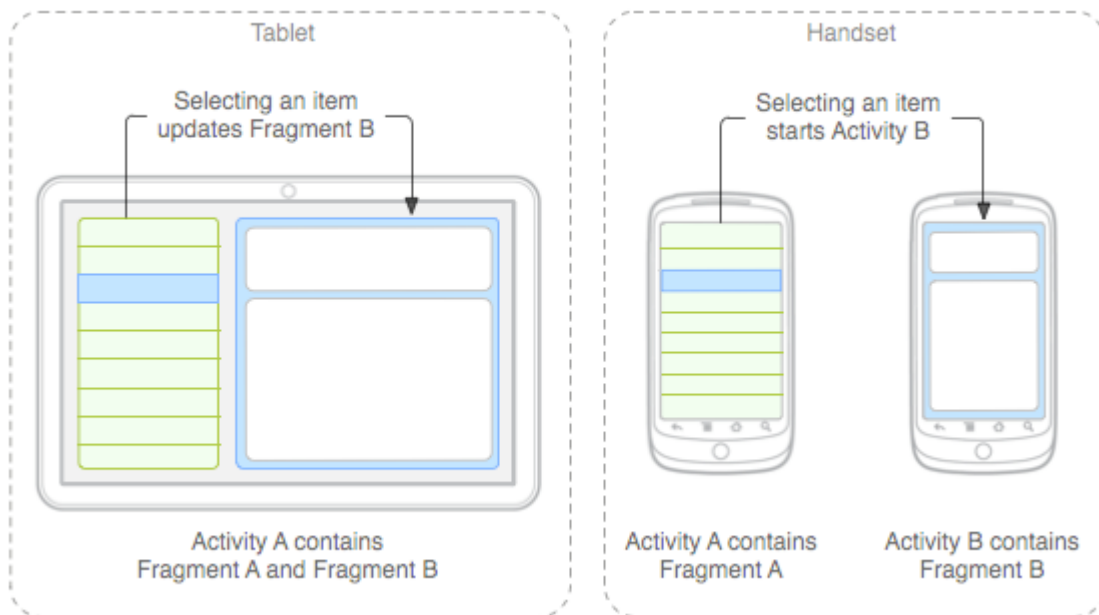 Tablet
Selecting an item
updates Fragment B
Activity A contains
Fragment A and Fragment B
Handset
Selecting an item
starts Activity B
Activity A contains
Fragment A
Activity B contains
Fragment B